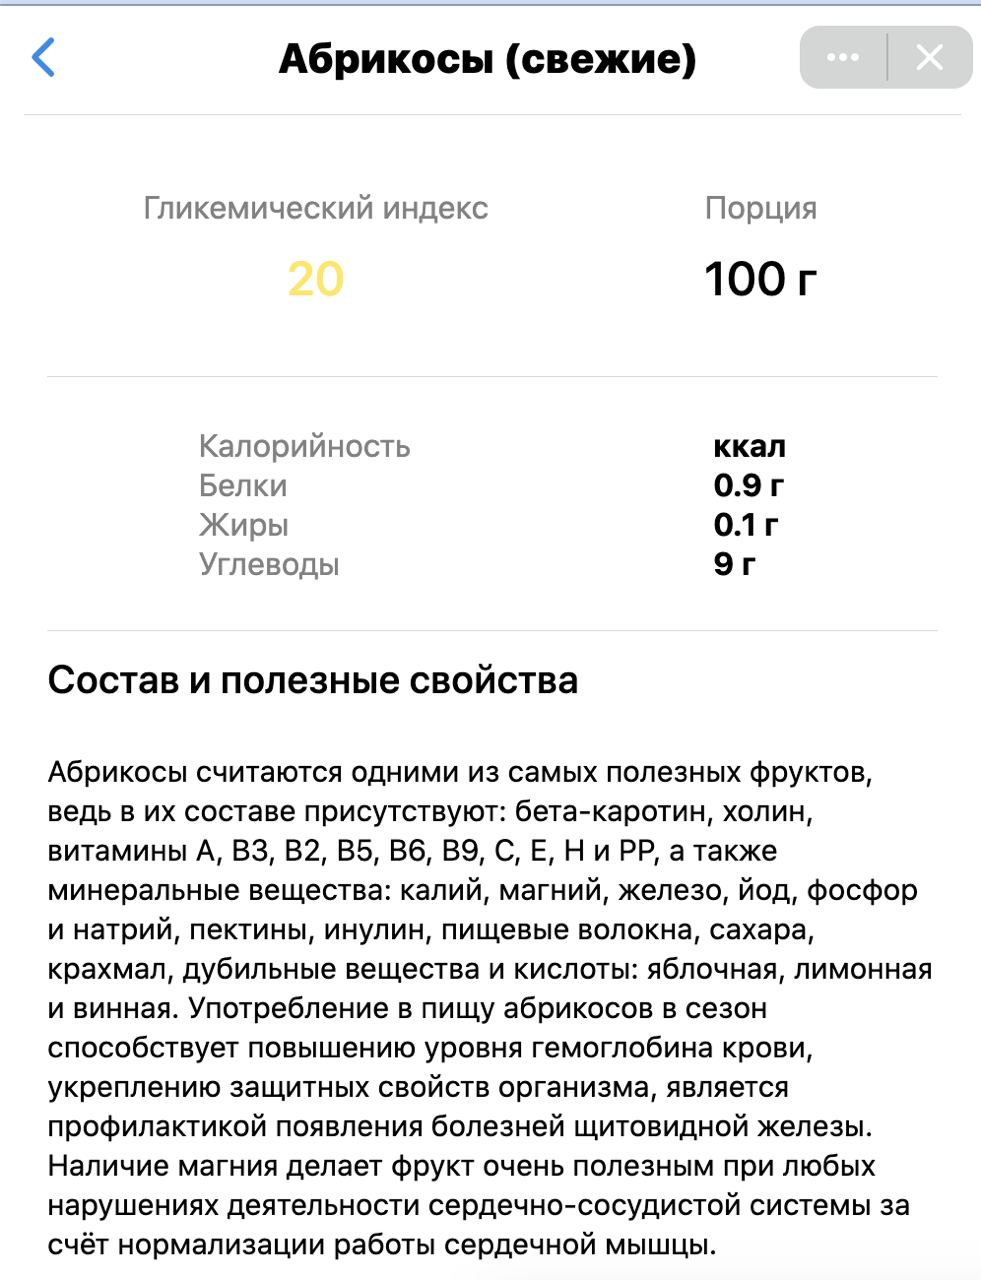 Абрикосы (свежие)
Гликемический индекс Порция
20 100 г
Калорийность ккал
Белки 0.9 г
Жиры 0.1 г
Углеводы 9 г
Состав и полезные свойства
Абрикосы считаются одними из самых полезных фруктов,
ведь в их составе присутствуют: бета-каротин, холин,
витамины А, В3, В2, В5, В6, В9, С, Е, Н и РР, а также
минеральные вещества: калий, магний, железо, йод, фосфор
и натрий, пектины, инулин, пищевые волокна, сахара,
крахмал, дубильные вещества и кислоты: яблочная, лимонная
и винная. Употребление в пищу абрикосов в сезон
способствует повышению уровня гемоглобина крови,
укреплению защитных свойств организма, является
профилактикой появления болезней щитовидной железы.
Наличие магния делает фрукт очень полезным при любых
нарушениях деятельности сердечно-сосудистой системы за
счёт нормализации работы сердечной мышцы.